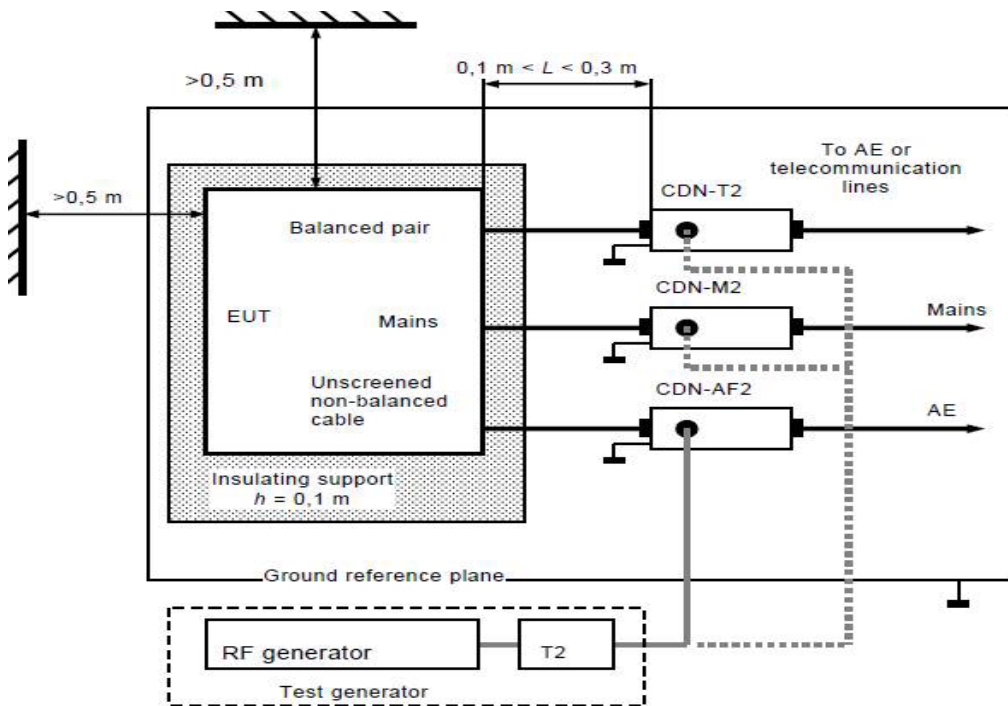 >0,5 m
0,1 m < L < 0,3 m
>0,5 m
To AE or
telecommunication
lines
CDN-T2
Balanced pair
CDN-M2
EUT
Mains
Mains
Unscreened
non-balanced
cable
CDN-AF2
AE
Insulating support
h = 0,1 m
Ground reference plane
RF generator
T2
Test generator